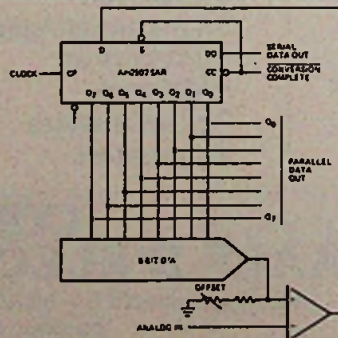 D S
DO SERIAL
DATA OUT
CLOCK CP AM2502 SAR
CC CONVERSION
COMPLETE
Q7 Q6 Q5 Q4 Q3 Q2 Q1 Q0
Q0
PARALLEL
DATA
OUT
Q7
8-BIT D/A
OFFSET
ANALOG IN